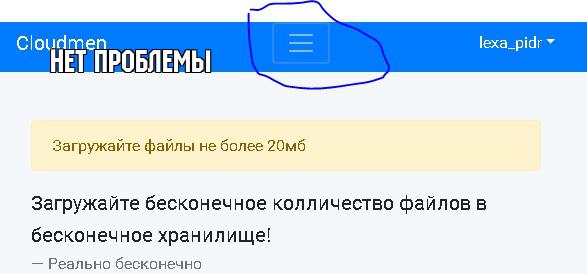 Cloudmen
lexa_pidr
НЕТ ПРОБЛЕМЫ
Загружайте файлы не более 20мб
Загружайте бесконечное колличество файлов в
бесконечное хранилище!
— Реально бесконечно